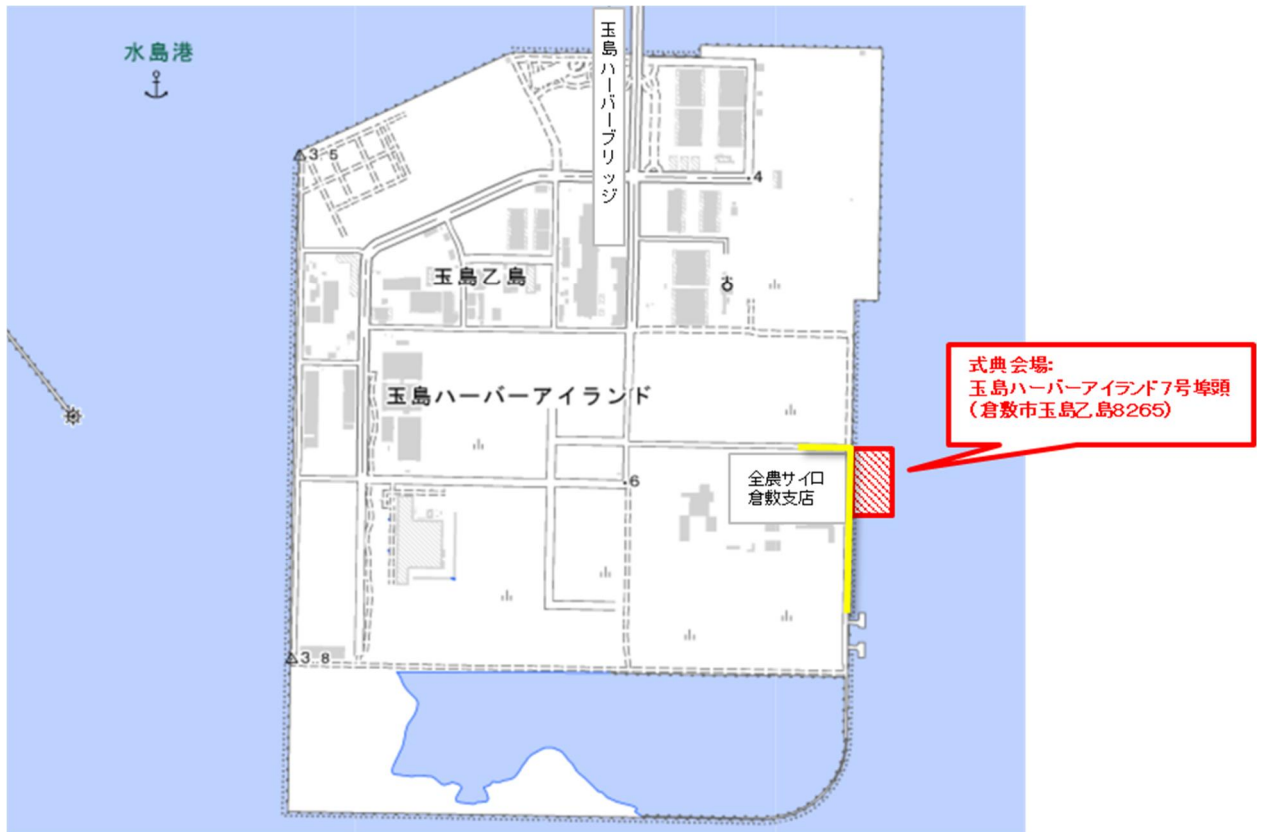 水島港
玉島ハーバーブリッジ
3.5
4
玉島乙島
式典会場:
玉島ハーバーアイランド7号埠頭
(倉敷市玉島乙島8265)
玉島ハーバーアイランド
全農サイロ
倉敷支店
6
3.8